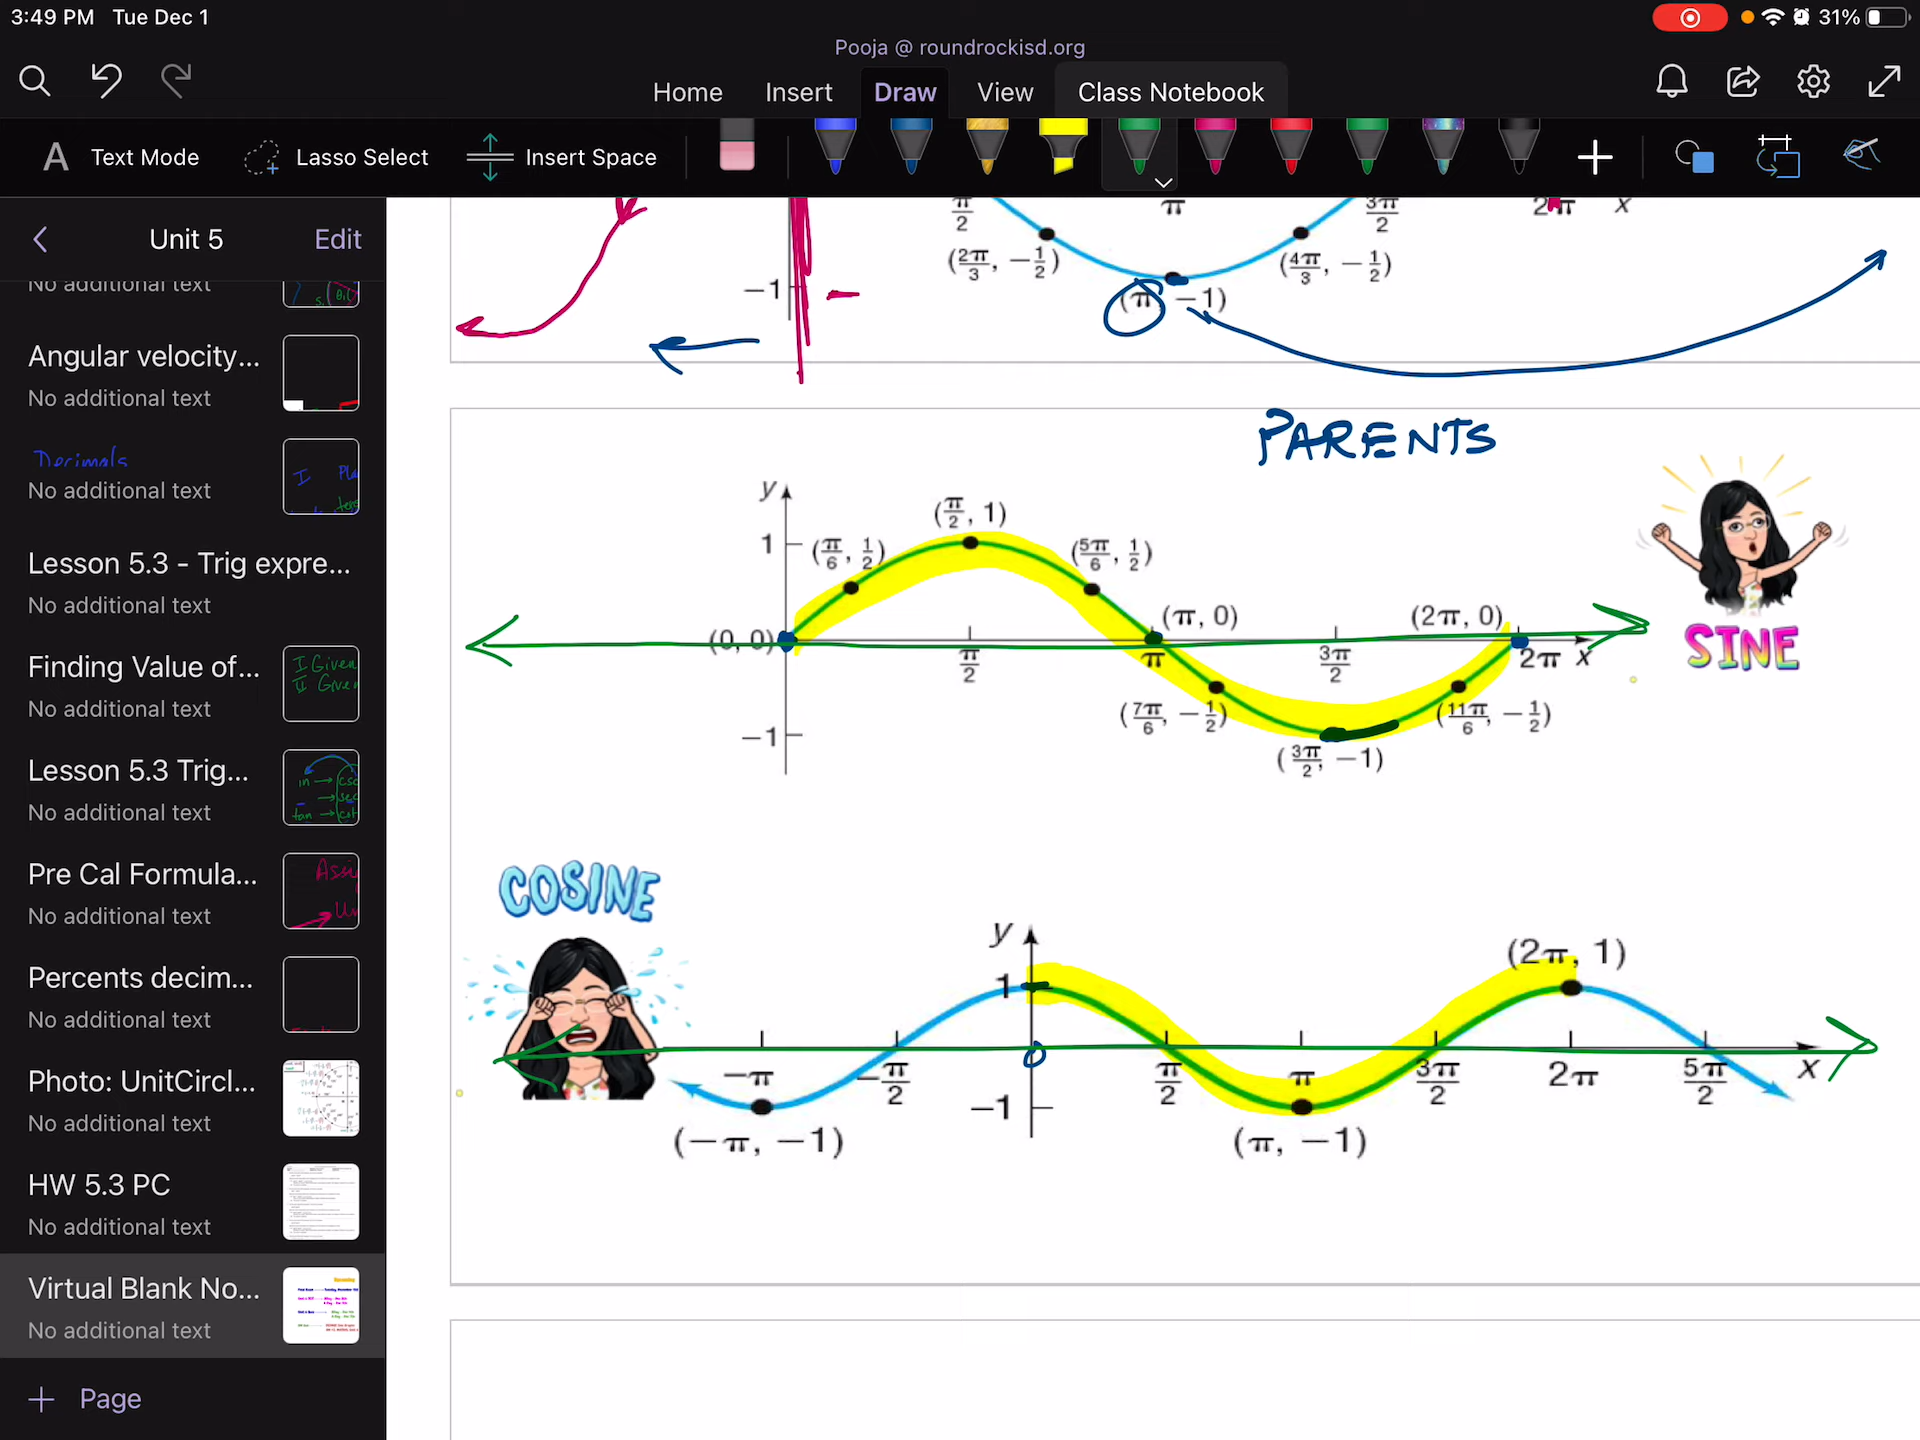 3:49 PM Tue Dec 1
31%
Pooja @ roundrockisd.org
Home Insert Draw View Class Notebook
Text Mode Lasso Select Insert Space
Unit 5 Edit
No additional text
Angular velocity...
No additional text
Decimals
No additional text
Lesson 5.3 - Trig expre...
No additional text
Finding Value of...
No additional text
Lesson 5.3 Trig...
No additional text
Pre Cal Formula...
No additional text
Percents decim...
No additional text
Photo: UnitCircl...
No additional text
HW 5.3 PC
No additional text
Virtual Blank No...
No additional text
+ Page
π/2 π 3π/2 2π x
(2π/3, −1/2) (4π/3, −1/2)
−1
(π, −1)
PARENTS
y
(π/2, 1)
1 (π/6, 1/2) (5π/6, 1/2)
(0, 0) (π, 0) (2π, 0)
π/2 π 3π/2 2π x
(7π/6, −1/2) (11π/6, −1/2)
−1
(3π/2, −1)
SINE
COSINE
y
(2π, 1)
1
0
−π −π/2 π/2 π 3π/2 2π 5π/2 x
−1
(−π, −1) (π, −1)